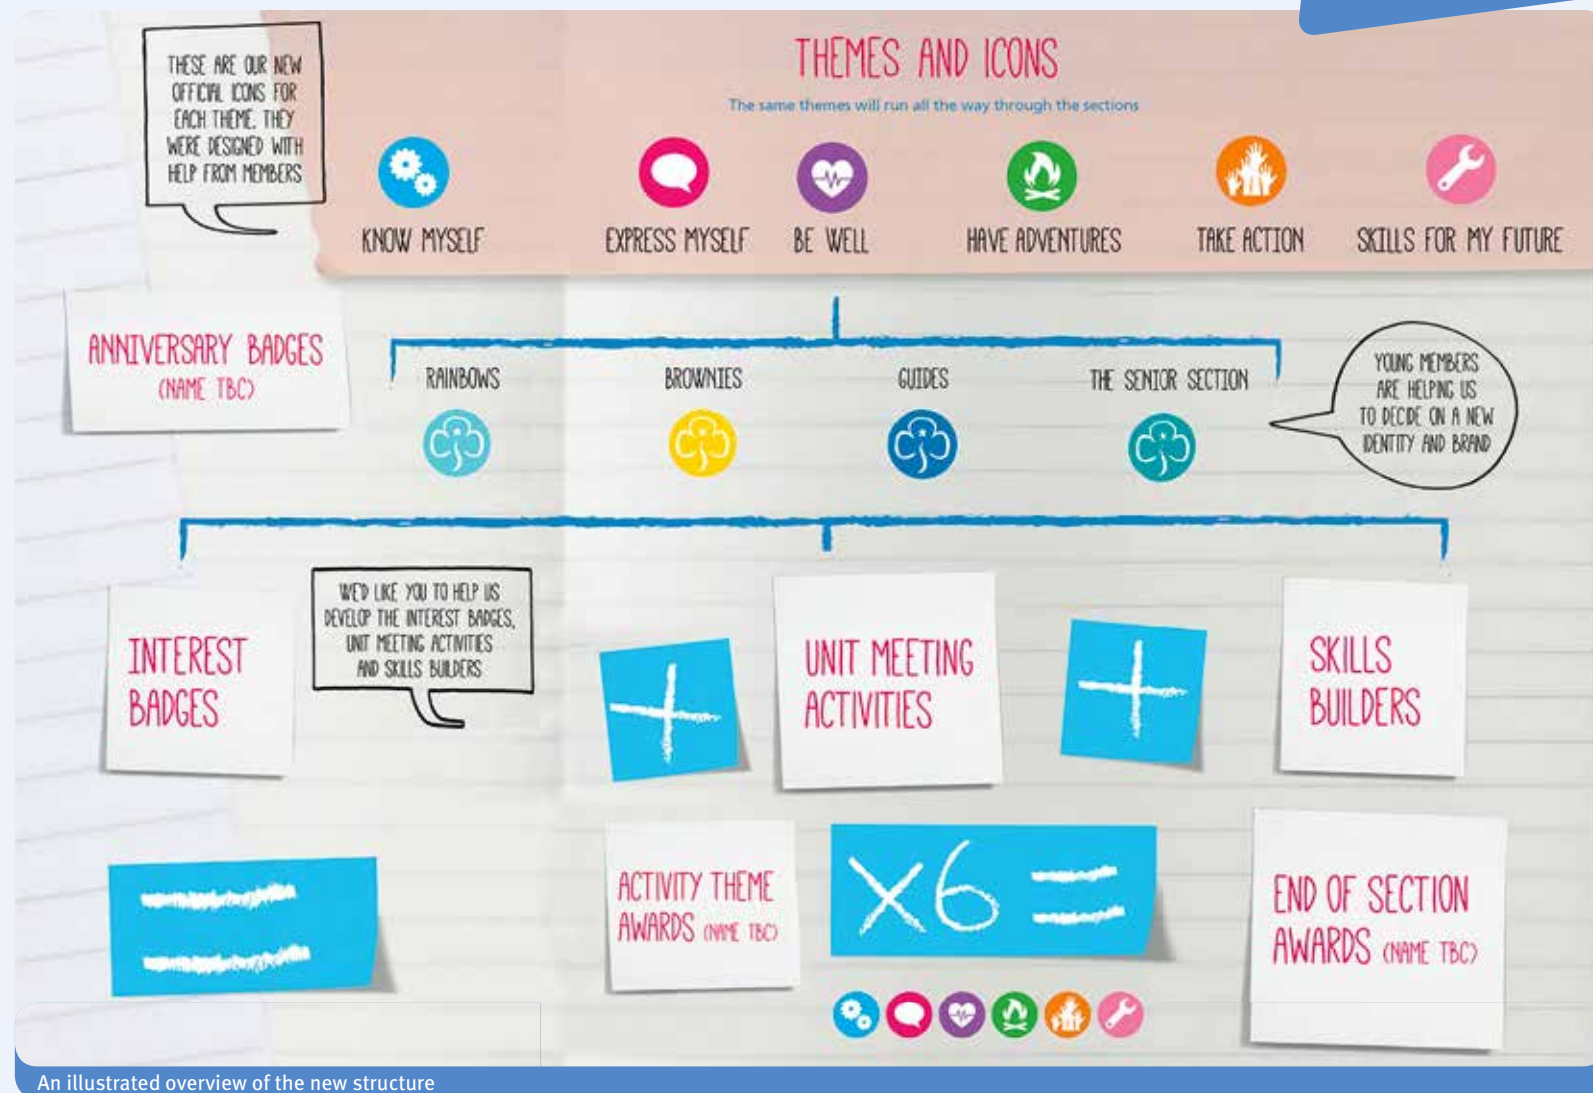 THESE ARE OUR NEW
OFFICIAL ICONS FOR
EACH THEME. THEY
WERE DESIGNED WITH
HELP FROM MEMBERS
THEMES AND ICONS
The same themes will run all the way through the sections
KNOW MYSELF
EXPRESS MYSELF
BE WELL
HAVE ADVENTURES
TAKE ACTION
SKILLS FOR MY FUTURE
ANNIVERSARY BADGES
(NAME TBC)
RAINBOWS
BROWNIES
GUIDES
THE SENIOR SECTION
YOUNG MEMBERS
ARE HELPING US
TO DECIDE ON A NEW
IDENTITY AND BRAND
INTEREST
BADGES
WE'D LIKE YOU TO HELP US
DEVELOP THE INTEREST BADGES,
UNIT MEETING ACTIVITIES
AND SKILLS BUILDERS
+
UNIT MEETING
ACTIVITIES
+
SKILLS
BUILDERS
=
ACTIVITY THEME
AWARDS (NAME TBC)
×6 =
END OF SECTION
AWARDS (NAME TBC)
An illustrated overview of the new structure